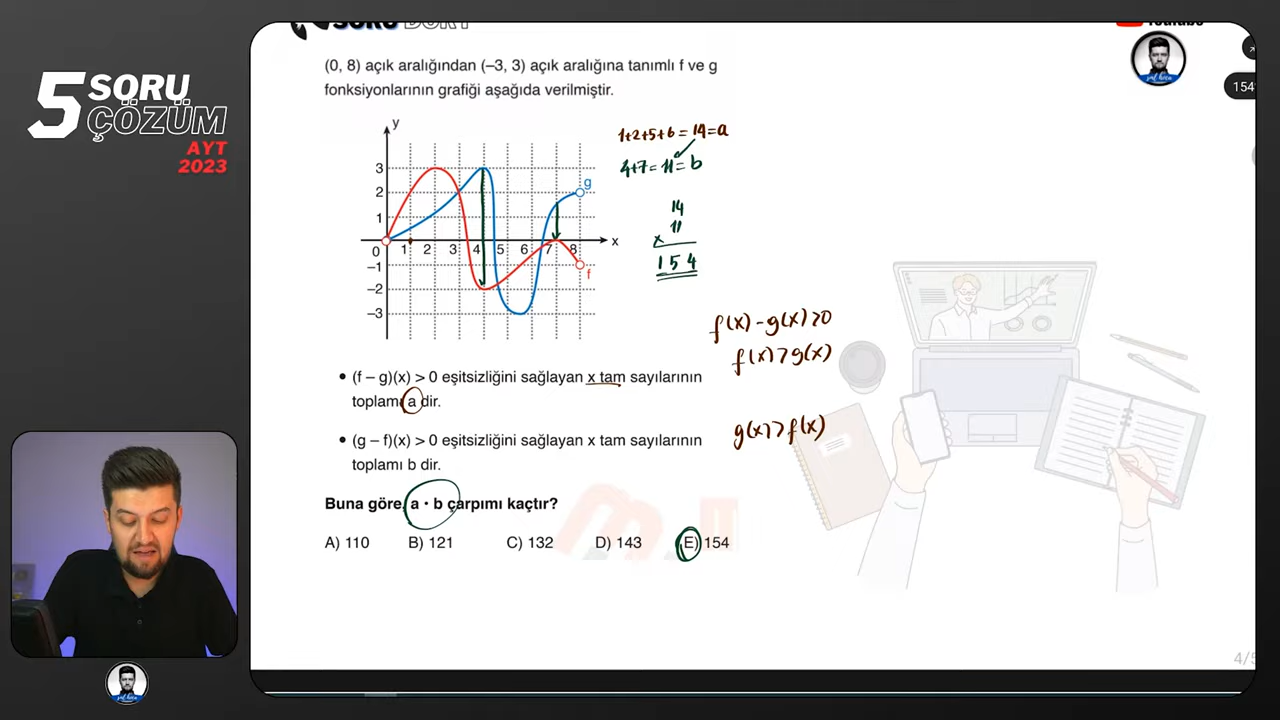 SORU DÖRT
YouTube
5 SORU
ÇÖZÜM
AYT
2023
(0, 8) açık aralığından (–3, 3) açık aralığına tanımlı f ve g
fonksiyonlarının grafiği aşağıda verilmiştir.
154
1+2+5+6=14=a
4+7=11=b
14
11
x
154
y
3
2
1
0
1 2 3 4 5 6 7 8
x
–1
–2
–3
g
f
f(x)-g(x)>0
f(x)>g(x)
• (f – g)(x) > 0 eşitsizliğini sağlayan x tam sayılarının
toplamı a dır.
g(x)>f(x)
• (g – f)(x) > 0 eşitsizliğini sağlayan x tam sayılarının
toplamı b dir.
Buna göre, a · b çarpımı kaçtır?
A) 110 B) 121 C) 132 D) 143 E) 154
4/5